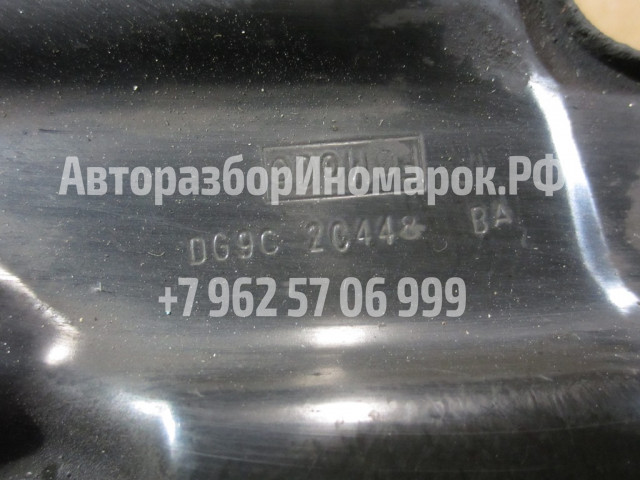 АвторазборИномарок.РФ
DG9C 2C448 BA
+7 962 57 06 999